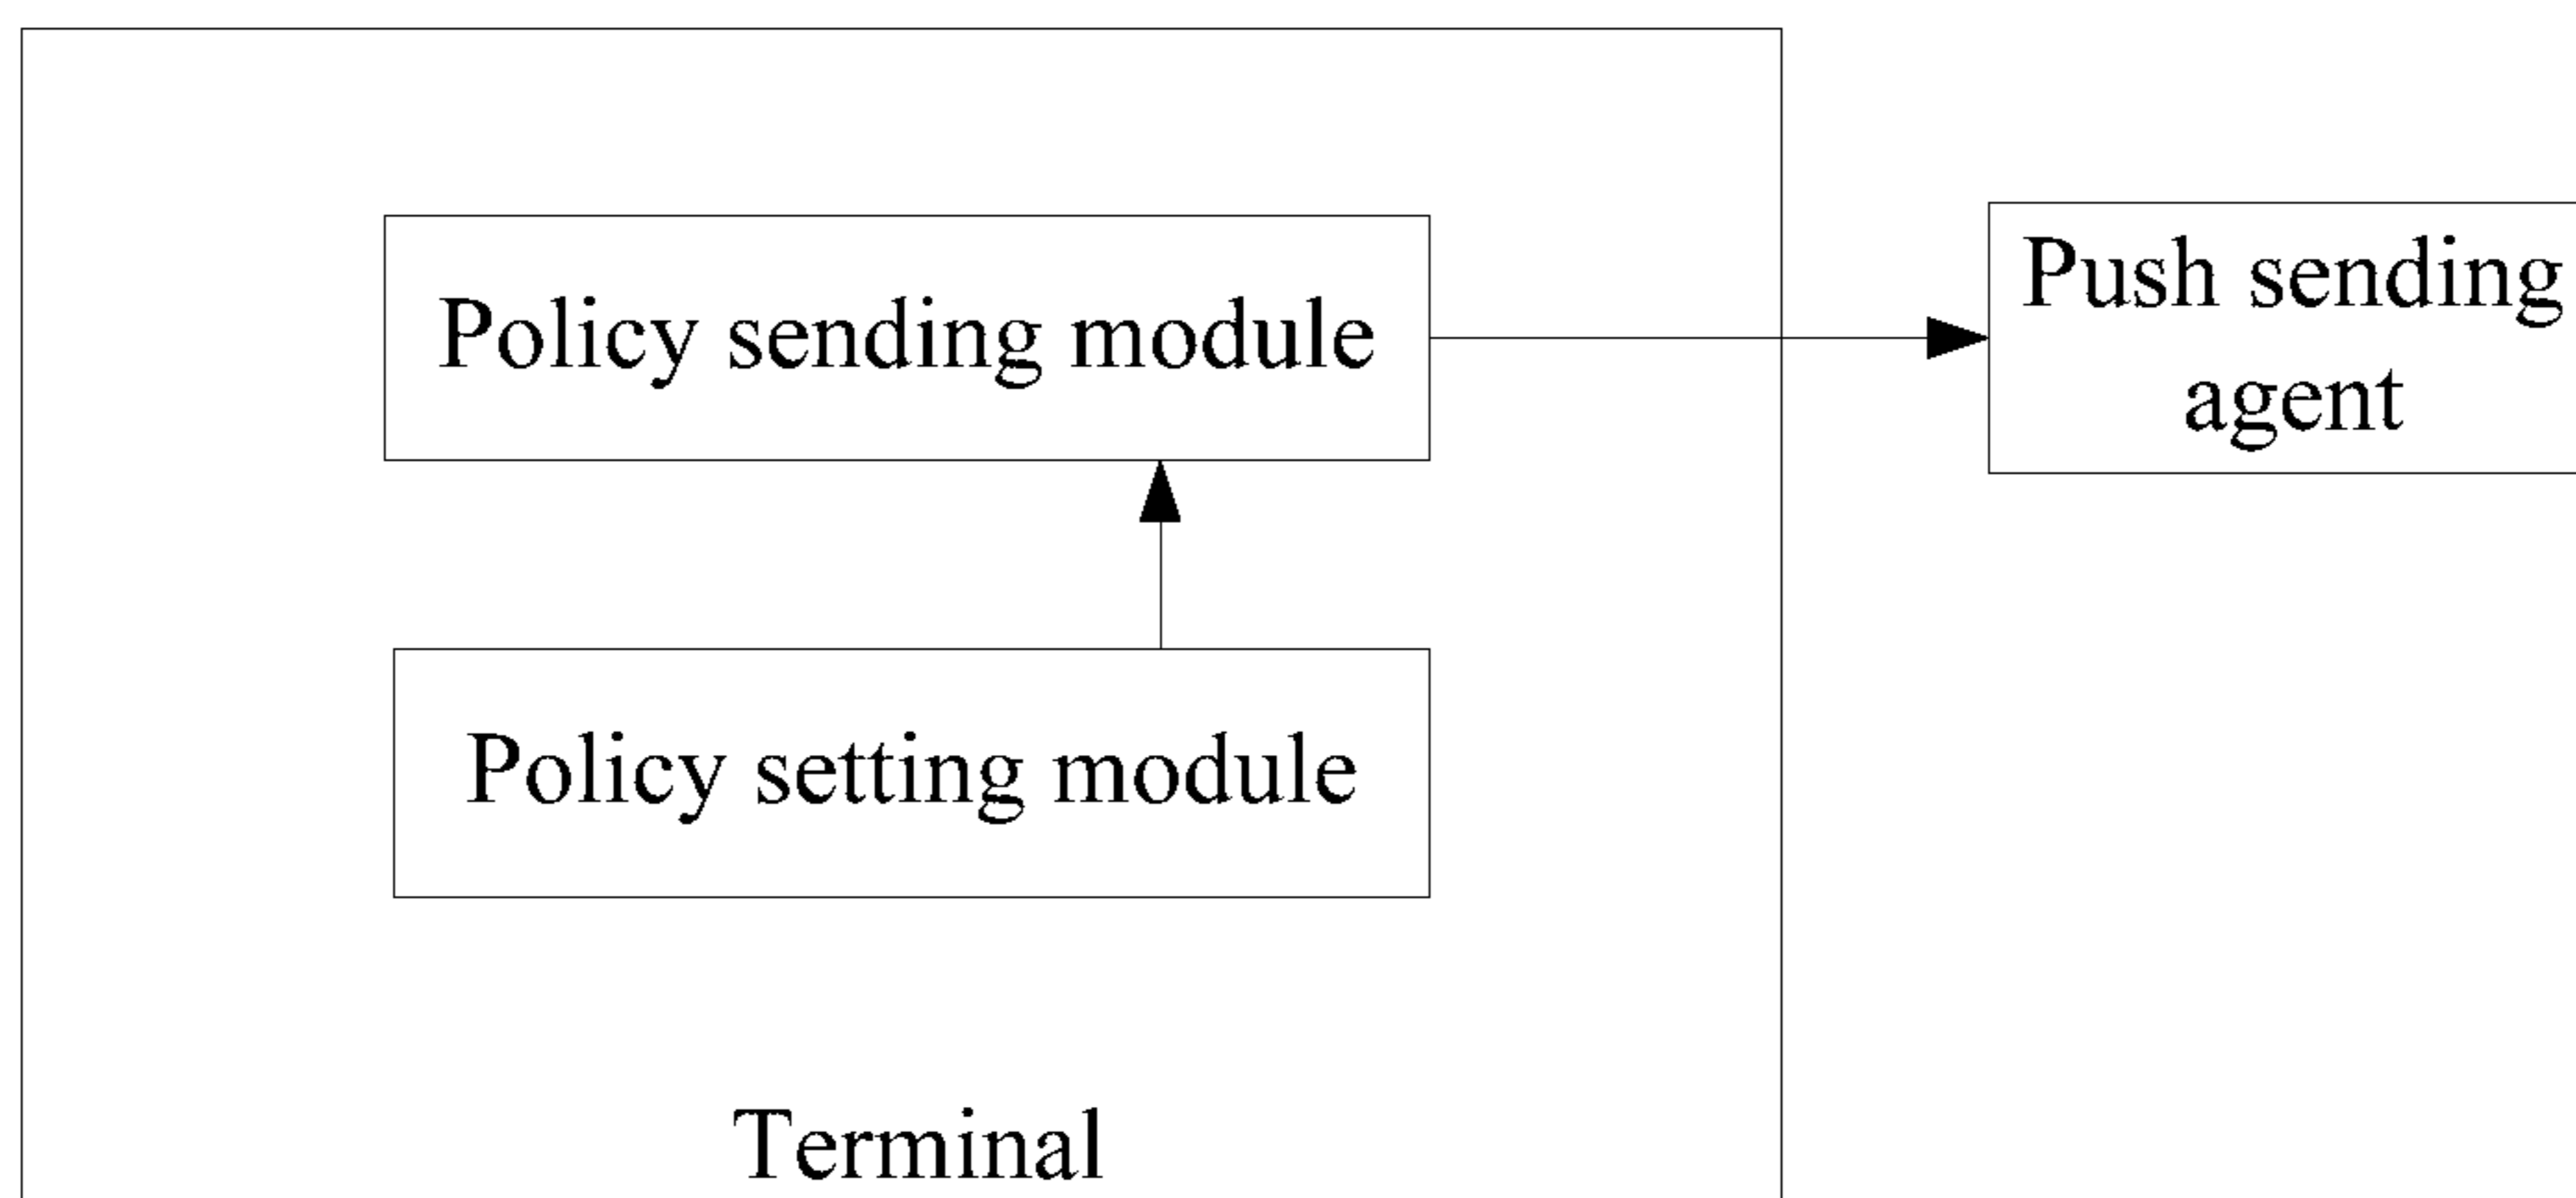 Policy sending module
Push sending
agent
Policy setting module
Terminal